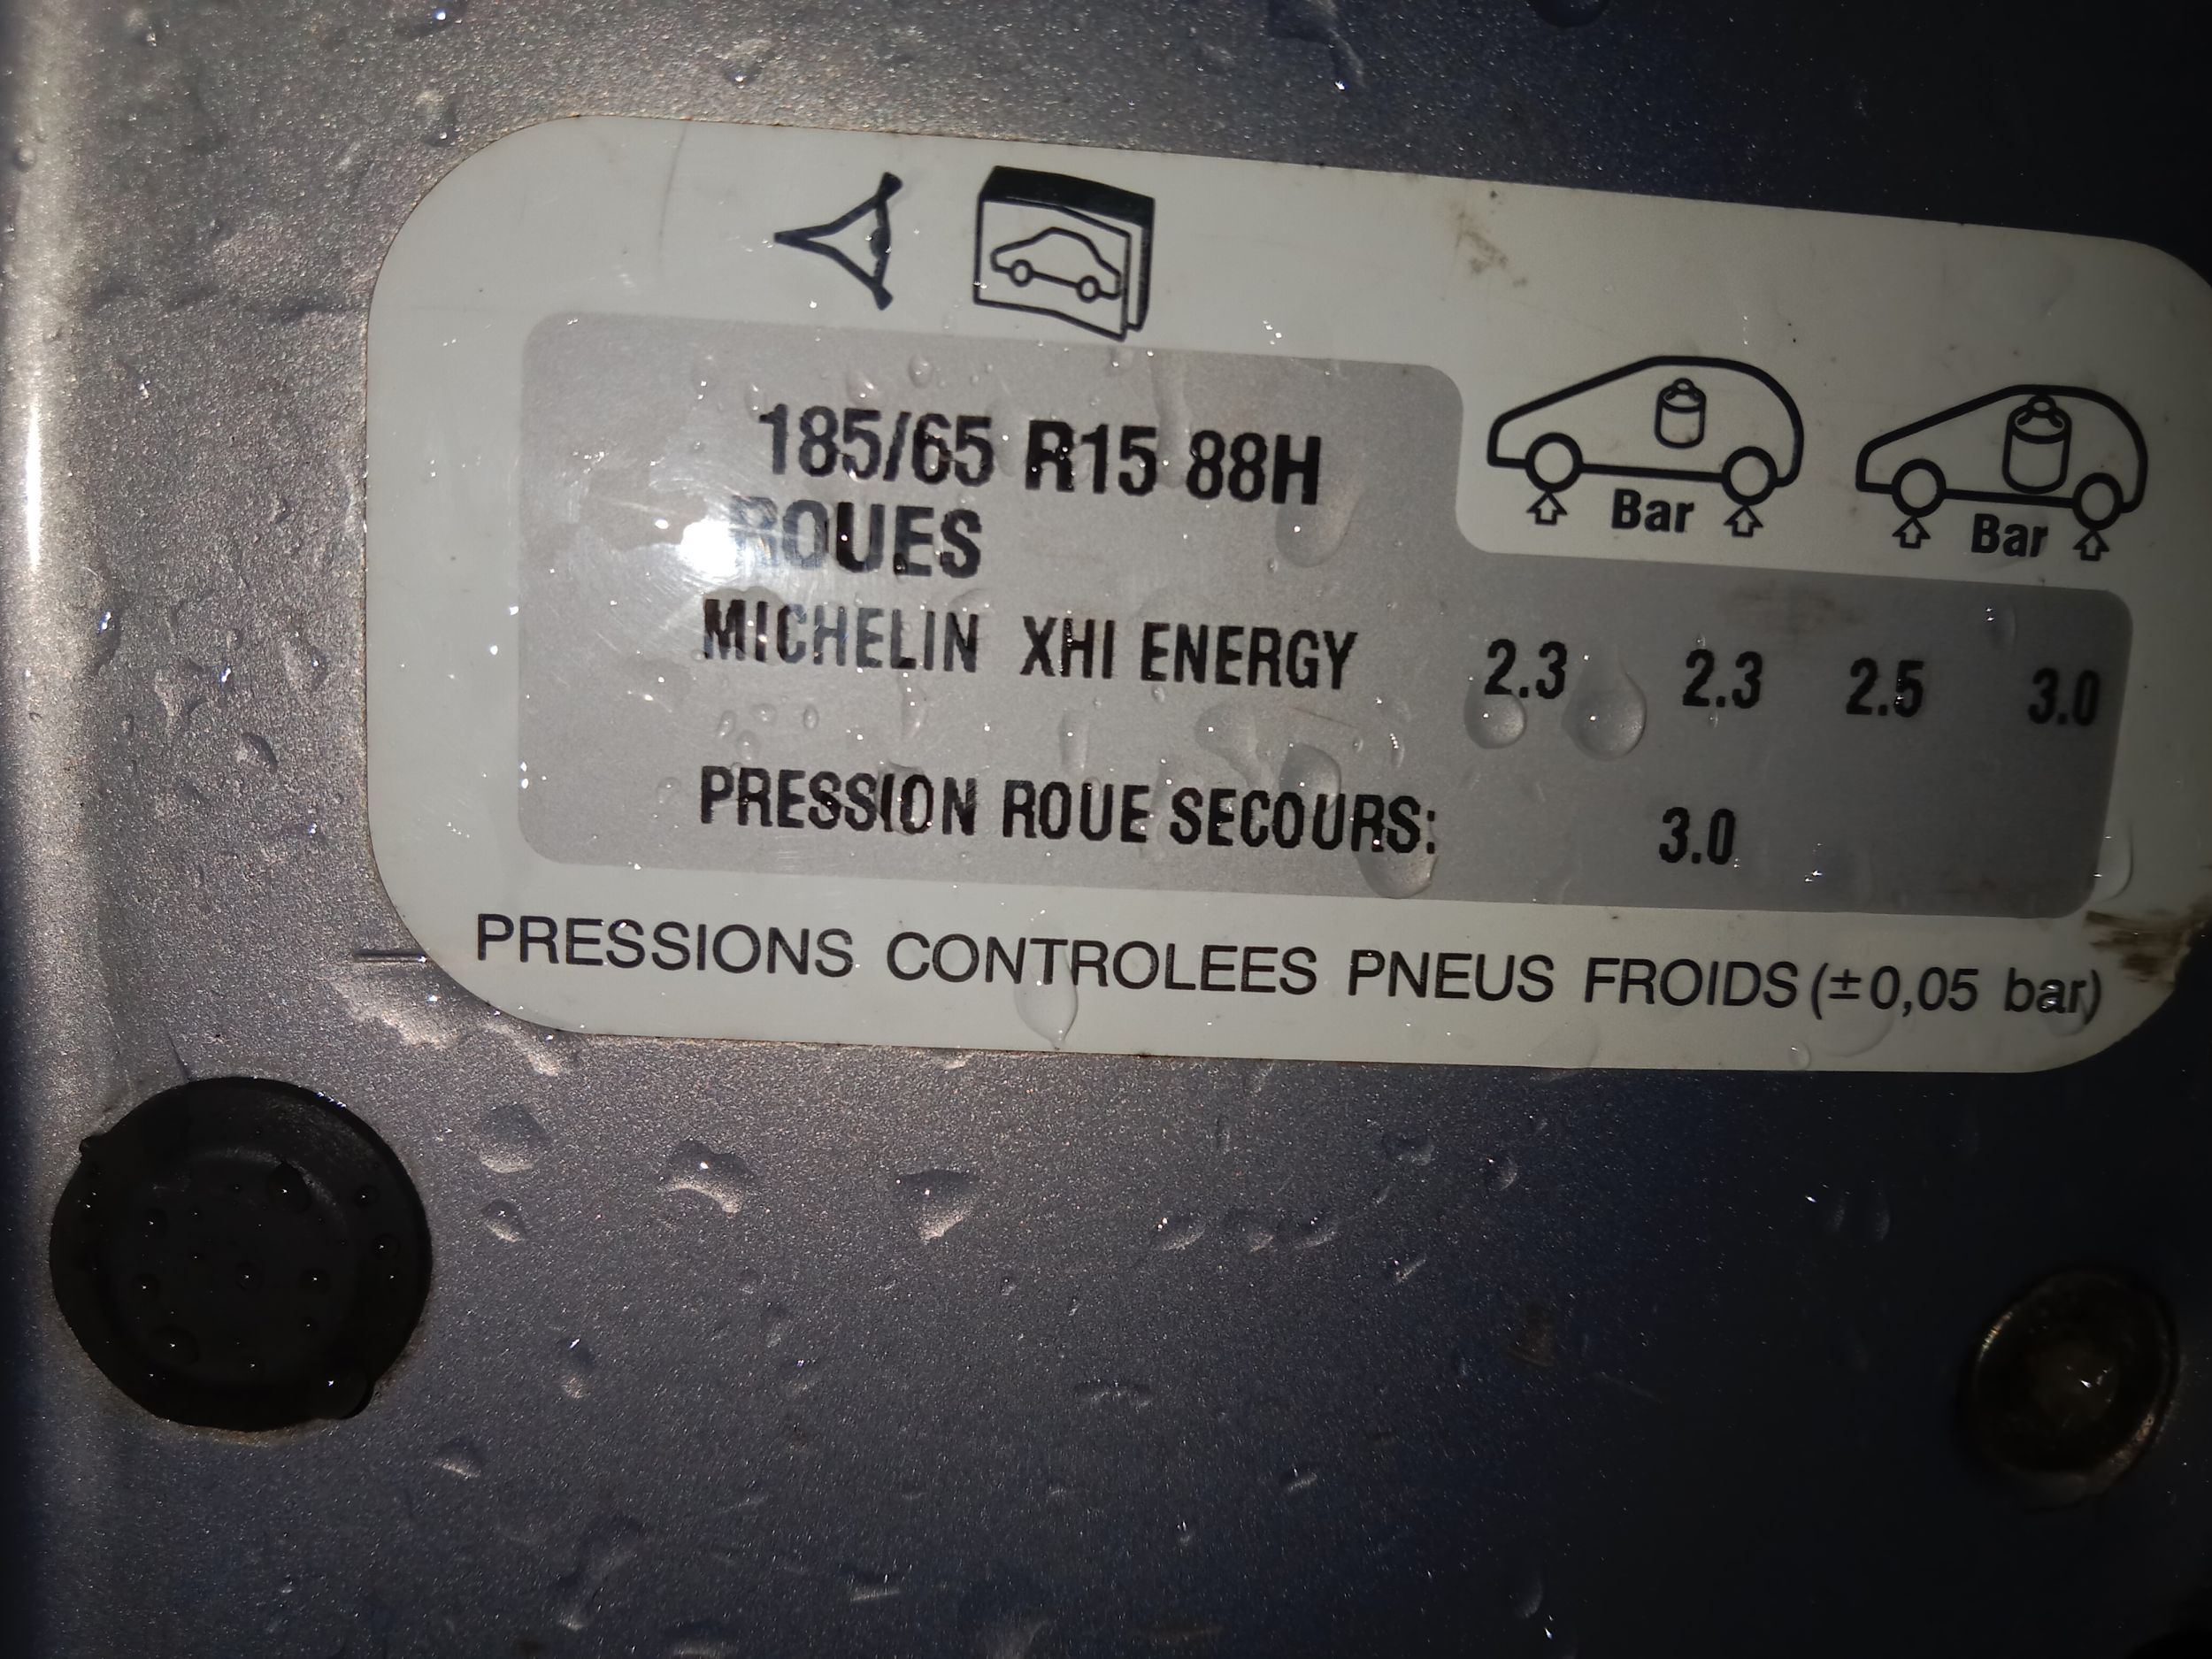 185/65 R15 88H
ROUES
Bar Bar
MICHELIN XHI ENERGY 2.3 2.3 2.5 3.0
PRESSION ROUE SECOURS: 3.0
PRESSIONS CONTROLEES PNEUS FROIDS (±0,05 bar)